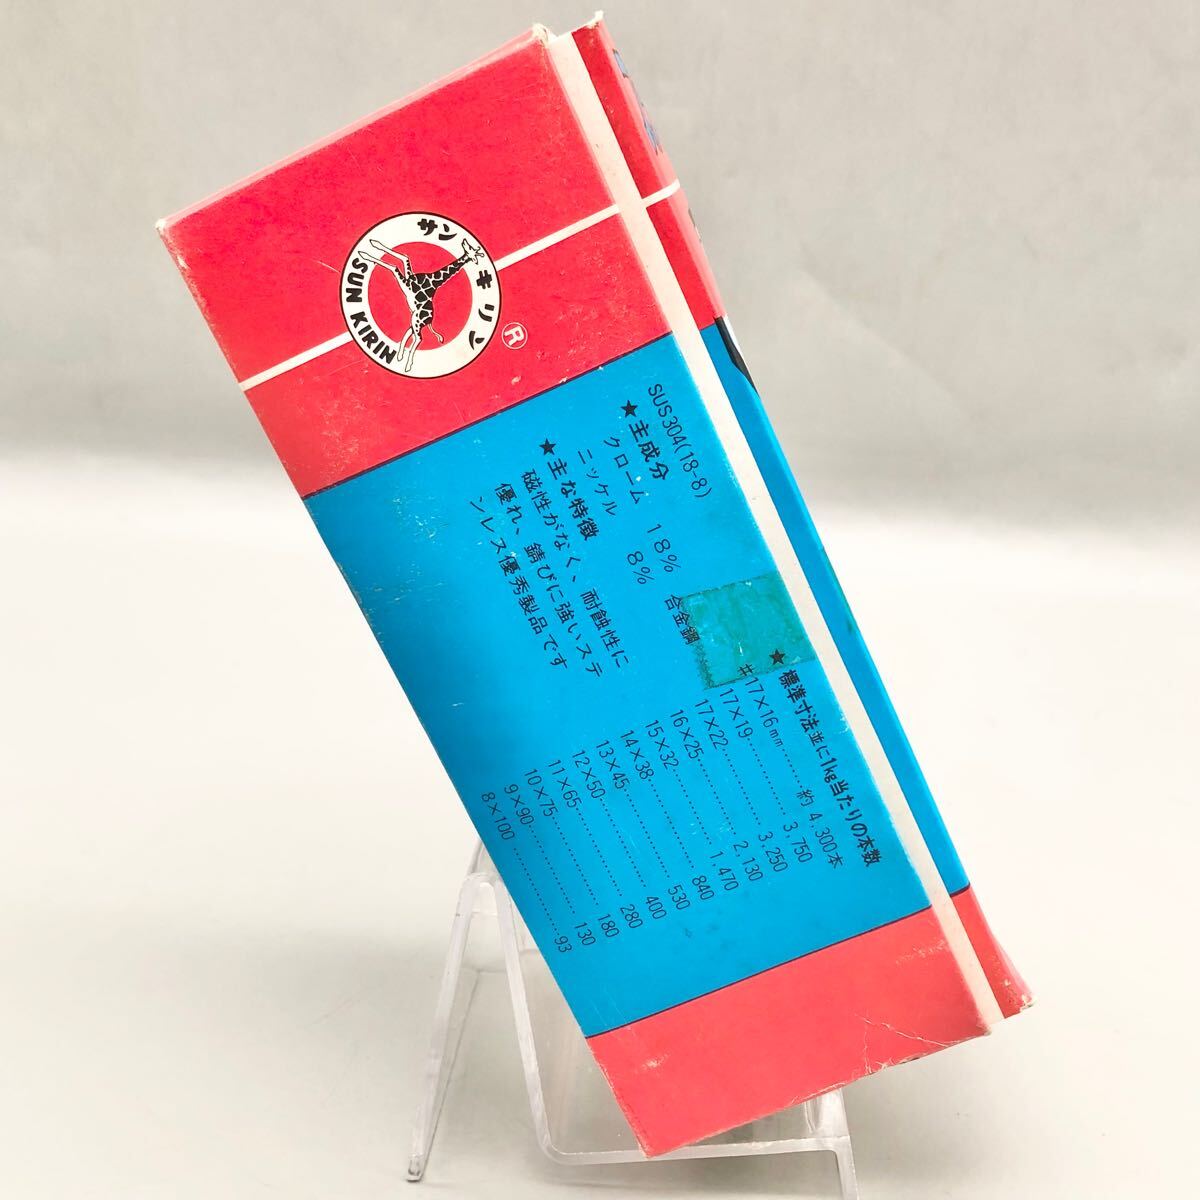 サンキリン
SUN KIRIN
®
SUS304(18-8)
★主成分
クローム 18%
ニッケル 8% 合金鋼
★主な特徴
磁性がなく、耐蝕性に
優れ、錆びに強いステ
ンレス優秀製品です
★標準寸法並に1kg当たりの本数
#17×16mm……約4,300本
17×19……3,750
17×22……3,250
16×25……2,130
15×32……1,470
14×38……840
13×45……530
12×50……400
11×65……280
10×75……180
9×90……130
8×100……93